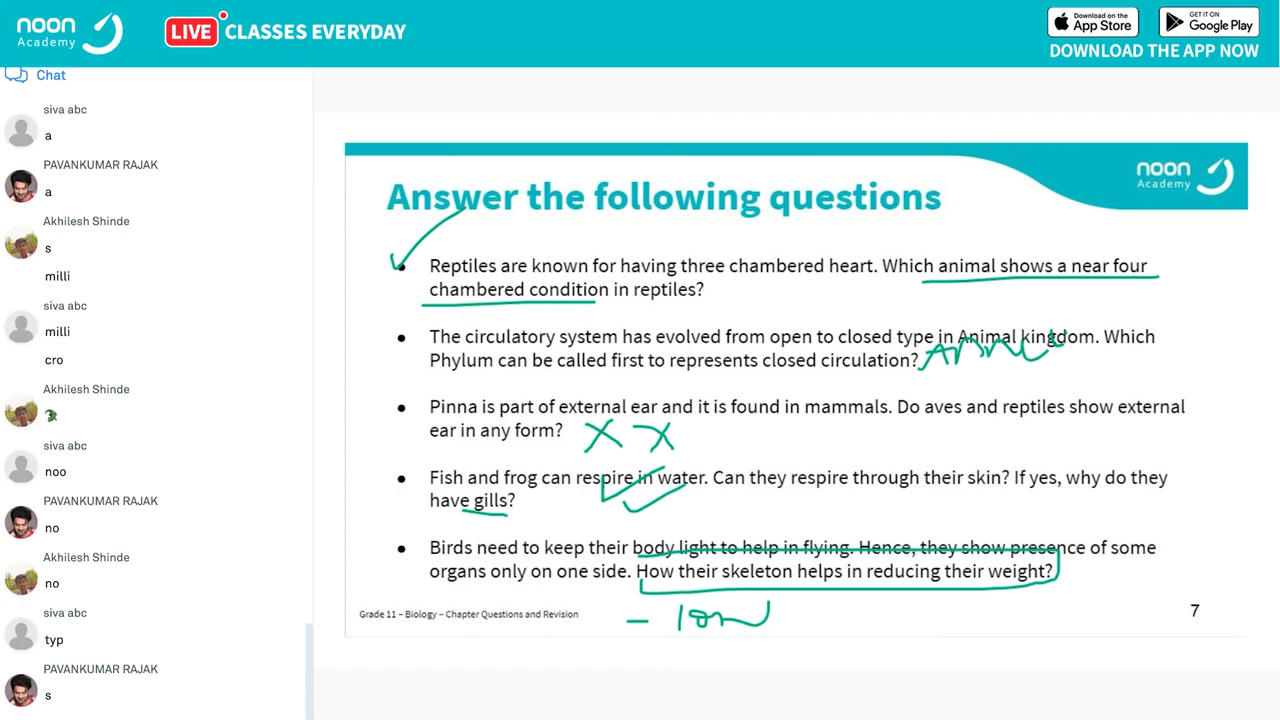 noon
Academy
LIVE CLASSES EVERYDAY
Download on the
App Store
GET IT ON
Google Play
DOWNLOAD THE APP NOW
Chat
siva abc
a
PAVANKUMAR RAJAK
a
Akhilesh Shinde
s
milli
siva abc
milli
cro
Akhilesh Shinde
siva abc
noo
PAVANKUMAR RAJAK
no
Akhilesh Shinde
no
siva abc
typ
PAVANKUMAR RAJAK
s
noon
Academy
Answer the following questions
• Reptiles are known for having three chambered heart. Which animal shows a near four
chambered condition in reptiles?
• The circulatory system has evolved from open to closed type in Animal kingdom. Which
Phylum can be called first to represents closed circulation?
• Pinna is part of external ear and it is found in mammals. Do aves and reptiles show external
ear in any form?
X X
• Fish and frog can respire in water. Can they respire through their skin? If yes, why do they
have gills?
• Birds need to keep their body light to help in flying. Hence, they show presence of some
organs only on one side. How their skeleton helps in reducing their weight?
Grade 11 – Biology – Chapter Questions and Revision
7